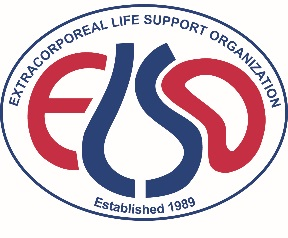 EXTRACORPOREAL LIFE SUPPORT ORGANIZATION
ELSO
Established 1989